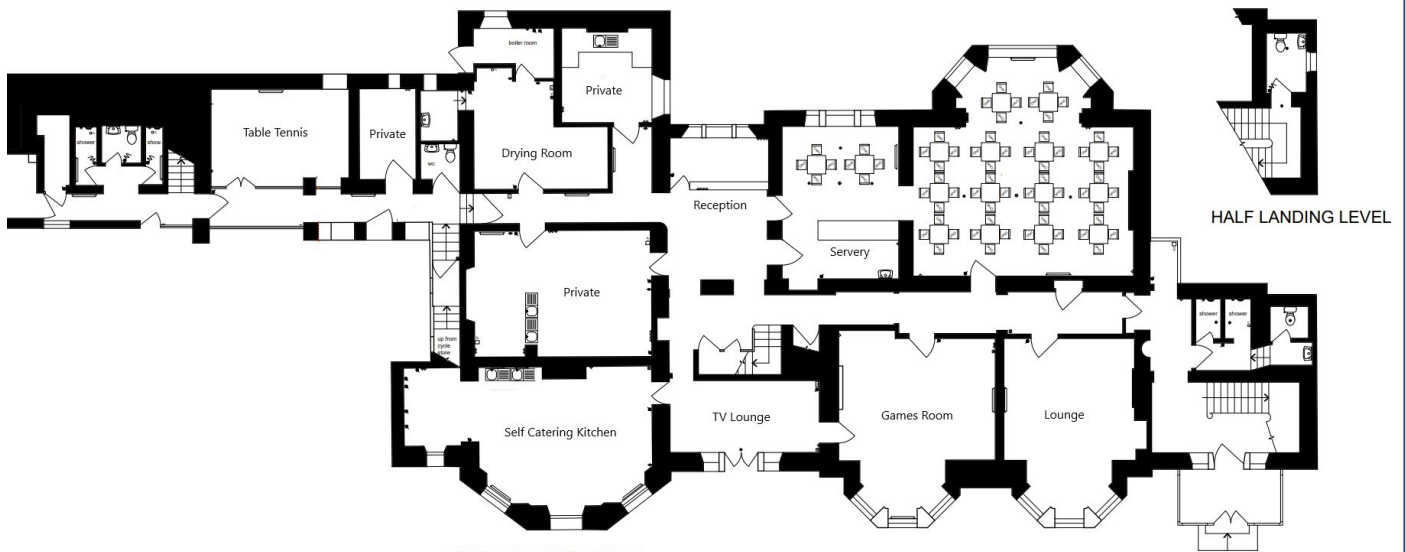 boiler room
Private
Table Tennis
Private
Drying Room
shower
show
wc
Reception
HALF LANDING LEVEL
Servery
Private
shower
shower
up from
cycle
store
TV Lounge
Games Room
Lounge
Self Catering Kitchen